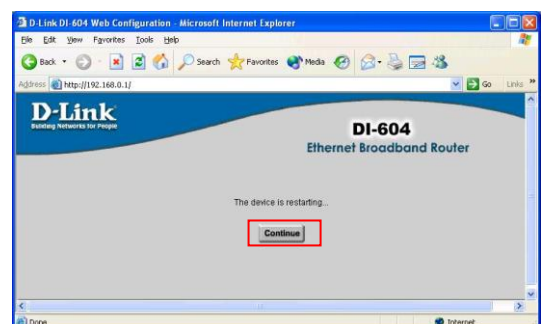 D-Link DI-604 Web Configuration - Microsoft Internet Explorer
File Edit View Favorites Tools Help
Back Search Favorites Media
Address http://192.168.0.1/ Go Links »
D-Link
Building Networks for People
DI-604
Ethernet Broadband Router
The device is restarting...
Continue
Done Internet